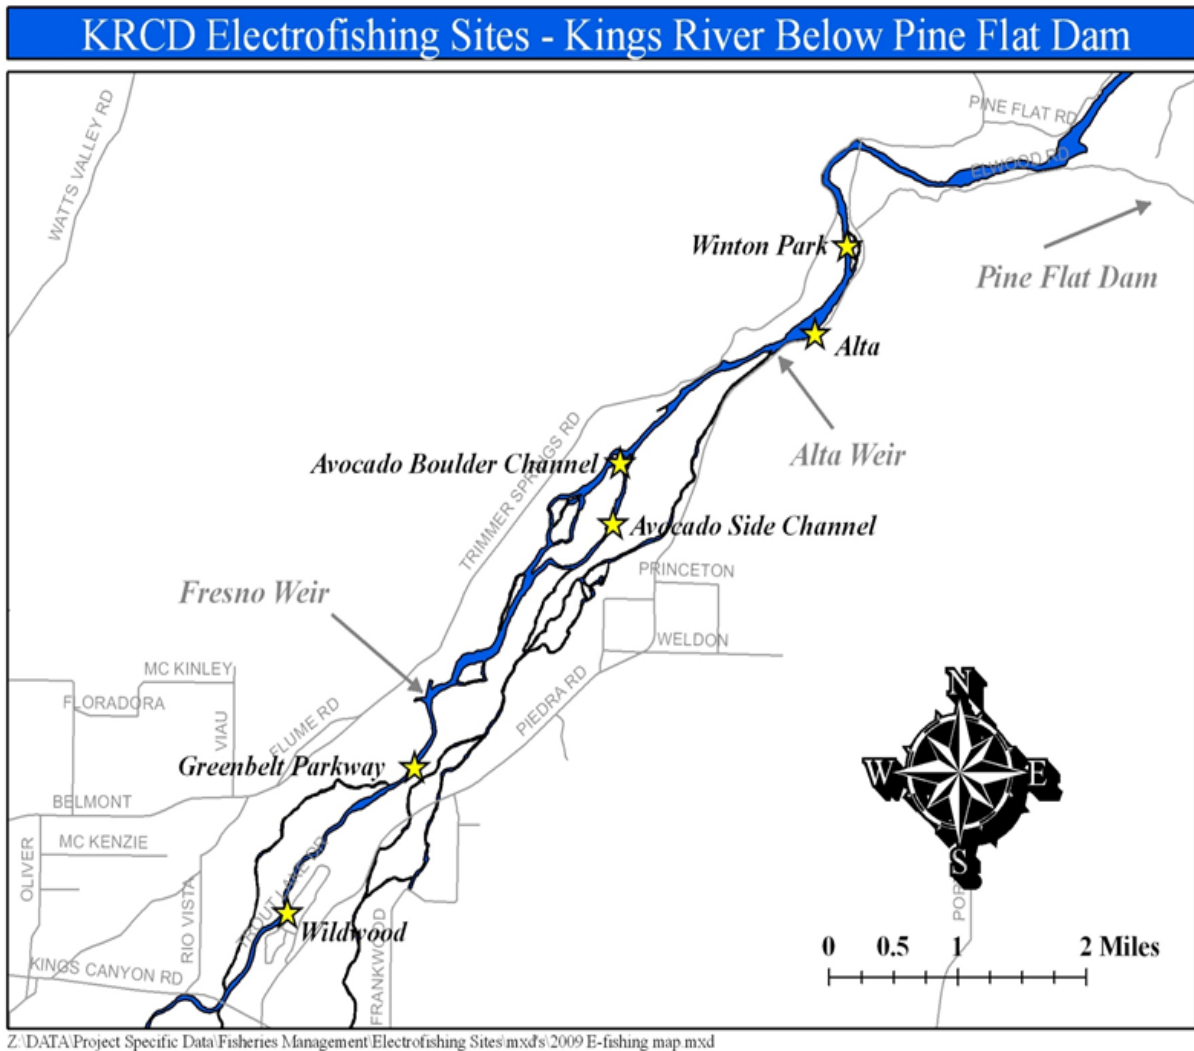 KRCD Electrofishing Sites - Kings River Below Pine Flat Dam
WATTS VALLEY RD
PINE FLAT RD
ELWOOD RD
Winton Park
Pine Flat Dam
Alta
TRIMMER SPRINGS RD
Avocado Boulder Channel
Alta Weir
Avocado Side Channel
PRINCETON
Fresno Weir
WELDON
MC KINLEY
FLORADORA
VIAU
FLUME RD
PIEDRA RD
N
Greenbelt Parkway
W
E
BELMONT
MC KENZIE
OLIVER
S
TROUT LAKE DR
RIO VISTA
Wildwood
POR
0 0.5 1 2 Miles
KINGS CANYON RD
FRANKWOOD
Z:\DATA\Project Specific Data\Fisheries Management\Electrofishing Sites\mxd's\2009 E-fishing map.mxd